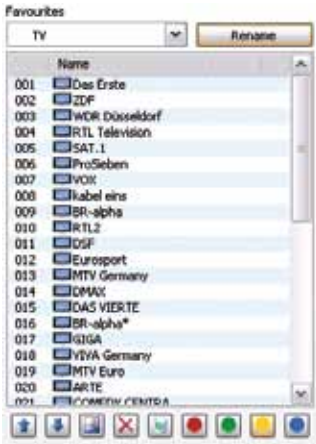 Favourites
TV
Rename
Name
001 Das Erste
002 ZDF
003 WDR Düsseldorf
004 RTL Television
005 SAT.1
006 ProSieben
007 VOX
008 kabel eins
009 BR-alpha
010 RTL2
011 DSF
012 Eurosport
013 MTV Germany
014 DMAX
015 DAS VIERTE
016 BR-alpha*
017 GIGA
018 VIVA Germany
019 MTV Euro
020 ARTE
021 COMEDY CENTRA